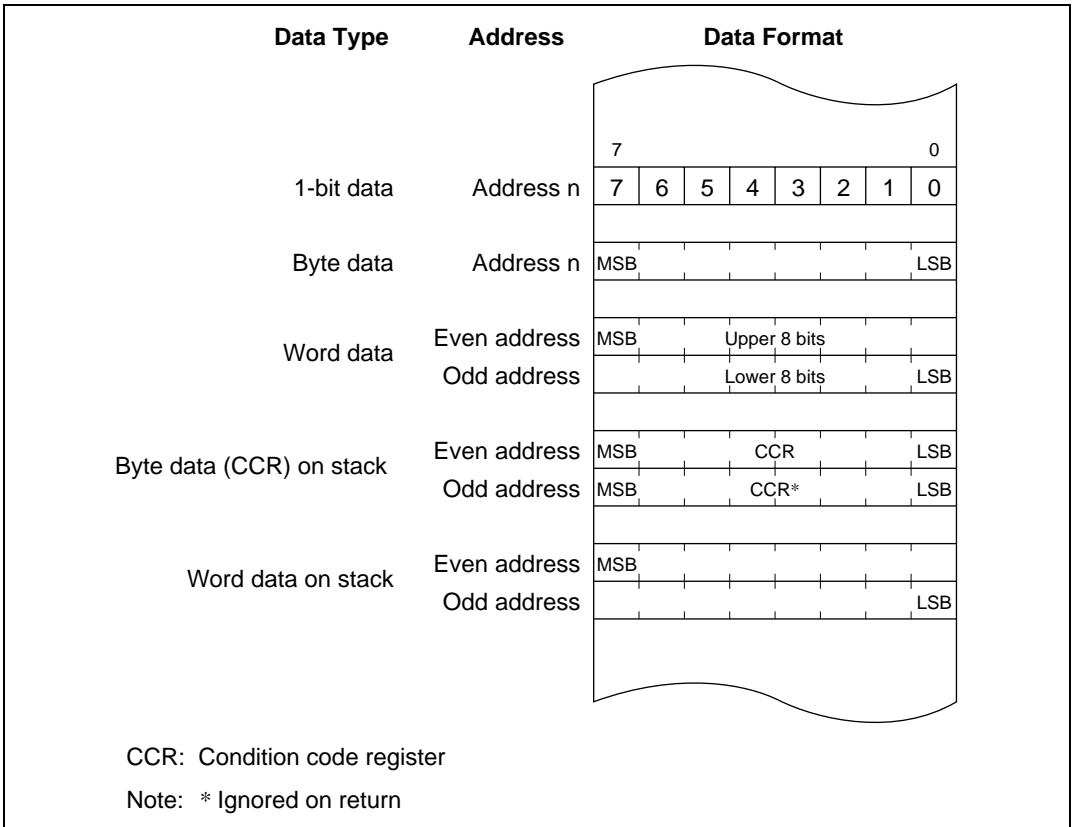 Data Type Address Data Format
7 0
1-bit data Address n 7 6 5 4 3 2 1 0
Byte data Address n MSB LSB
Word data
Even address MSB Upper 8 bits
Odd address Lower 8 bits LSB
Byte data (CCR) on stack
Even address MSB CCR LSB
Odd address MSB CCR* LSB
Word data on stack
Even address MSB
Odd address LSB
CCR: Condition code register
Note: * Ignored on return